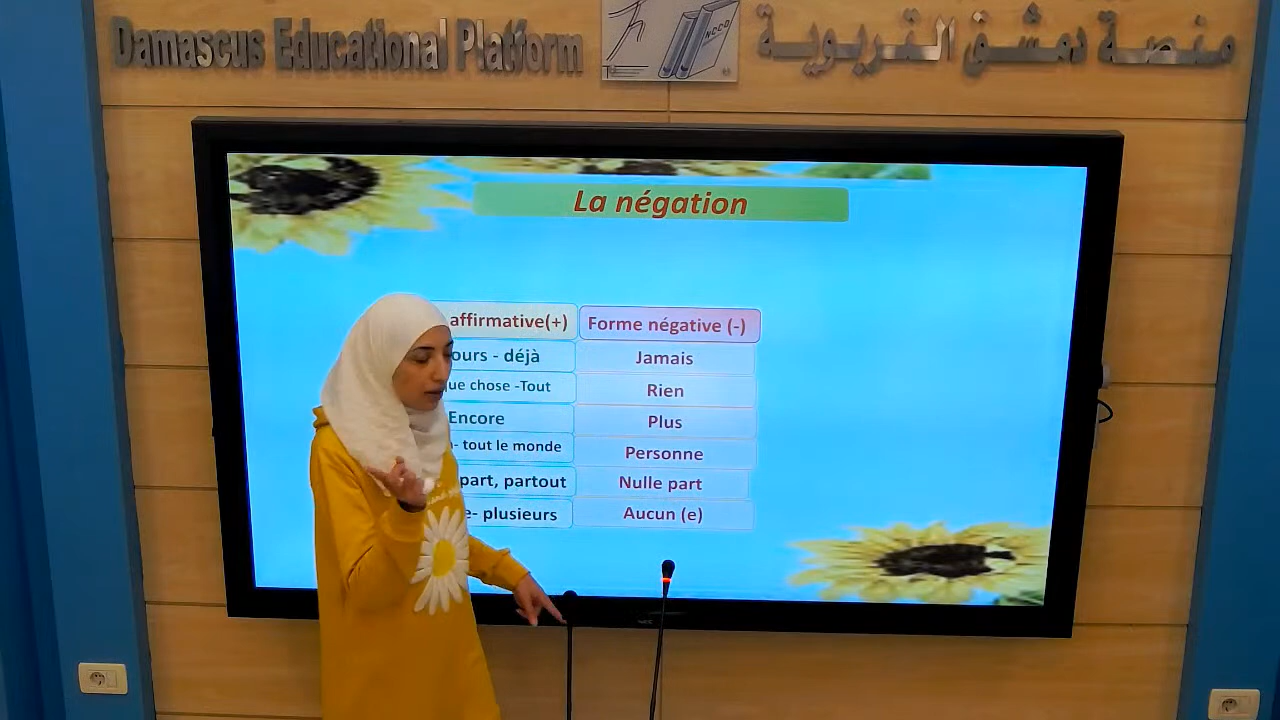 Damascus Educational Platform
NCCD
منصة دمشق التربوية
La négation
affirmative(+) Forme négative (-)
ours - déjà Jamais
ue chose -Tout Rien
Encore Plus
- tout le monde Personne
part, partout Nulle part
e- plusieurs Aucun (e)